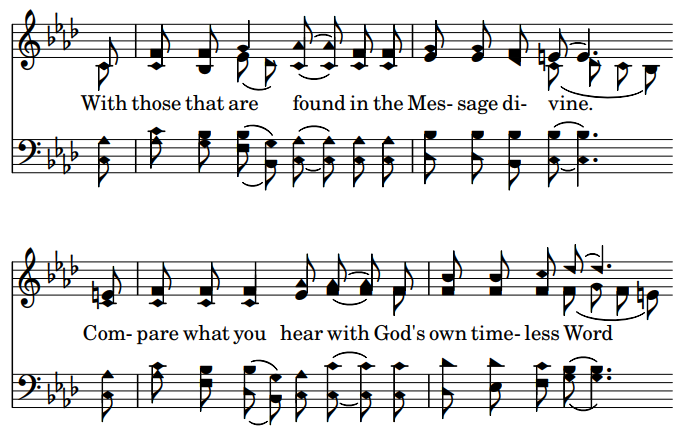 With those that are found in the Mes- sage di- vine.
Com- pare what you hear with God's own time- less Word